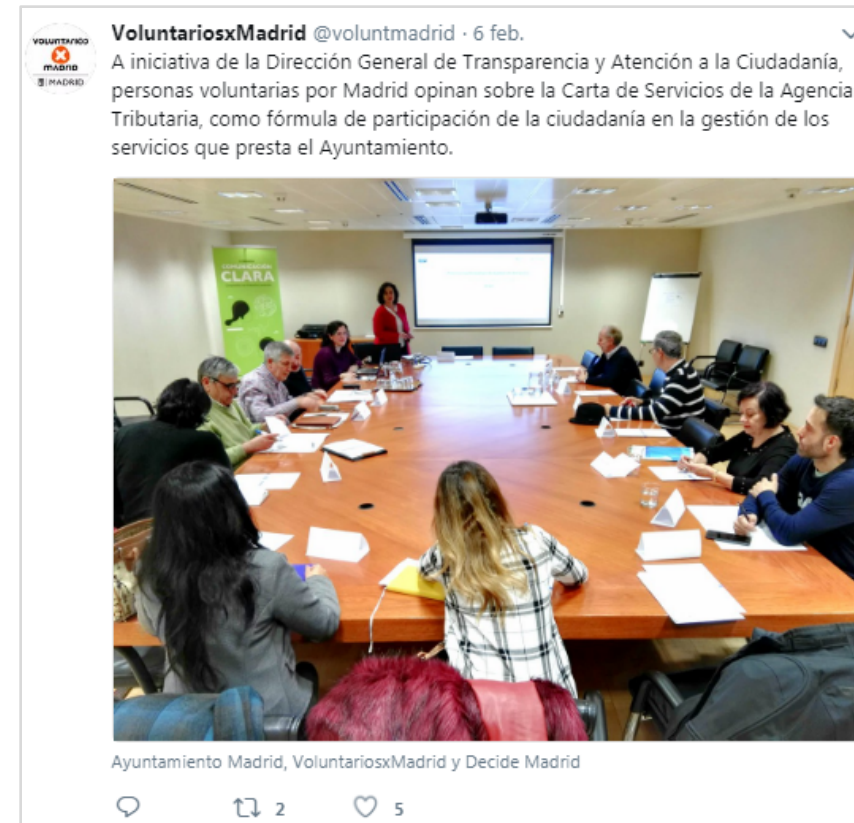 VoluntariosxMadrid @voluntmadrid · 6 feb.
VOLUNTARIOS
X
MADRID
MADRID
A iniciativa de la Dirección General de Transparencia y Atención a la Ciudadanía,
personas voluntarias por Madrid opinan sobre la Carta de Servicios de la Agencia
Tributaria, como fórmula de participación de la ciudadanía en la gestión de los
servicios que presta el Ayuntamiento.
COMUNICACIÓN
CLARA
Ayuntamiento Madrid, VoluntariosxMadrid y Decide Madrid
2 5